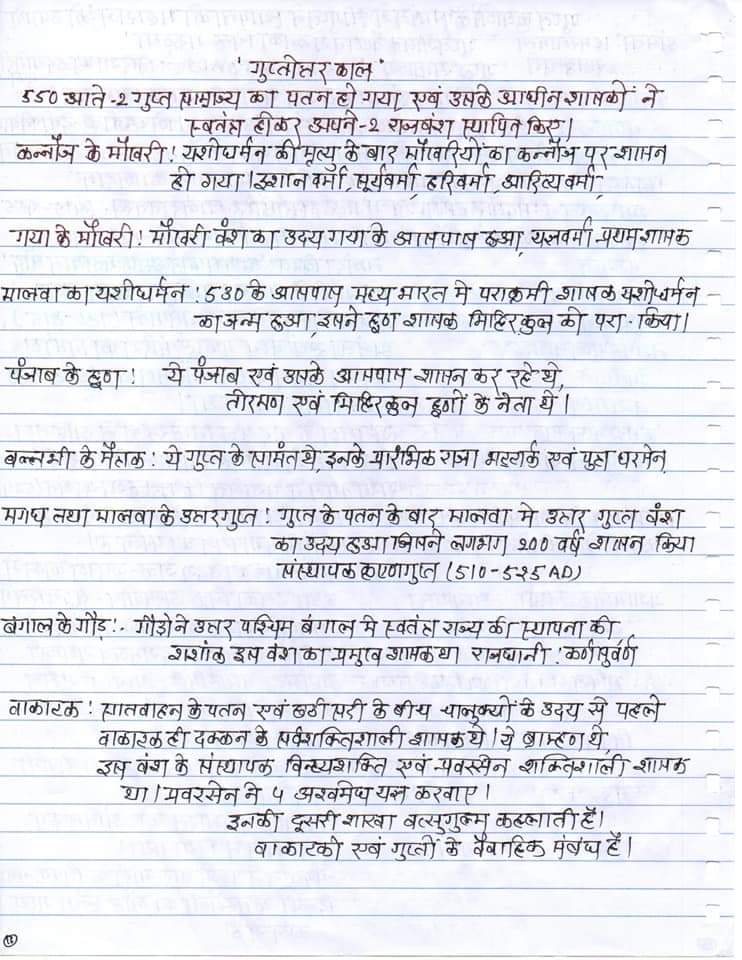 ' गुप्तोत्तर काल '
550 आते-2 गुप्त साम्राज्य का पतन हो गया एवं उसके आधीन शासकों ने
स्वतंत्र होकर अपने-2 राजवंश स्थापित किए।
कन्नौज के मौखरी ! यशोधर्मन की मृत्यु के बाद मौखरियों का कन्नौज पर शासन
हो गया। इशान वर्मा, सूर्यवर्मा, हरिवर्मा, आदित्य वर्मा,
गया के मौखरी ! मौखरी वंश का उदय गया के आसपास हुआ, यज्ञवर्मा प्रथम शासक
मालवा का यशोधर्मन : 530 के आसपास मध्य भारत मे पराक्रमी शासक यशोधर्मन
का जन्म हुआ, इसने हुण शासक मिहिरकुल को परा. किया।
पंजाब के हुण ! ये पंजाब एवं उसके आसपास शासन कर रहे थे,
तोरमण एवं मिहिरकुल हुणों के नेता थे।
बल्लभी के मैत्रक : ये गुप्त के सामंत थे, इनके प्रारंभिक राजा भट्टार्क एवं पुत्र धरसेन
मगध तथा मालवा के उत्तरगुप्त ! गुप्त के पतन के बाद मालवा मे उत्तर गुप्त वंश
का उदय हुआ जिसने लगभग 200 वर्ष शासन किया
संस्थापक कृष्णगुप्त (510-525 AD)
बंगाल के गौड़ !- गौड़ो ने उत्तर पश्चिम बंगाल मे स्वतंत्र राज्य की स्थापना की,
शशांक इस वंश का प्रमुख शासक था राजधानी : कर्णसुवर्ण
वाकाटक ! सातवाहन के पतन एवं छठी सदी के बीच चालुक्यों के उदय से पहले
वाकाटक ही दक्कन के सर्वशक्तिशाली शासक थे। ये ब्राम्हण थे
इस वंश के संस्थापक विन्ध्यशक्ति एवं प्रवरसेन शक्तिशाली शासक
था। प्रवरसेन ने 4 अश्वमेघ यज्ञ करवाए।
इनकी दूसरी शाखा वत्सगुल्म कहलाती है।
वाकाटको एवं गुप्तों के वैवाहिक संबंध है।